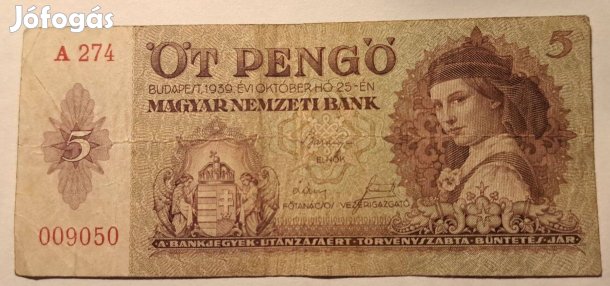 Jófogás
A 274
ÖT PENGŐ
5
BUDAPEST, 1939. ÉVI OKTÓBER HÓ 25-ÉN
MAGYAR NEMZETI BANK
5
ELNÖK
FŐTANÁCSOS VEZÉRIGAZGATÓ
009050
5
A BANKJEGYEK UTÁNZÁSÁÉRT TÖRVÉNYSZABTA BÜNTETÉS JÁR.